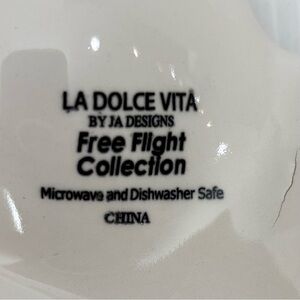 LA DOLCE VITA
BY JA DESIGNS
Free Flight
Collection
Microwave and Dishwasher Safe
CHINA